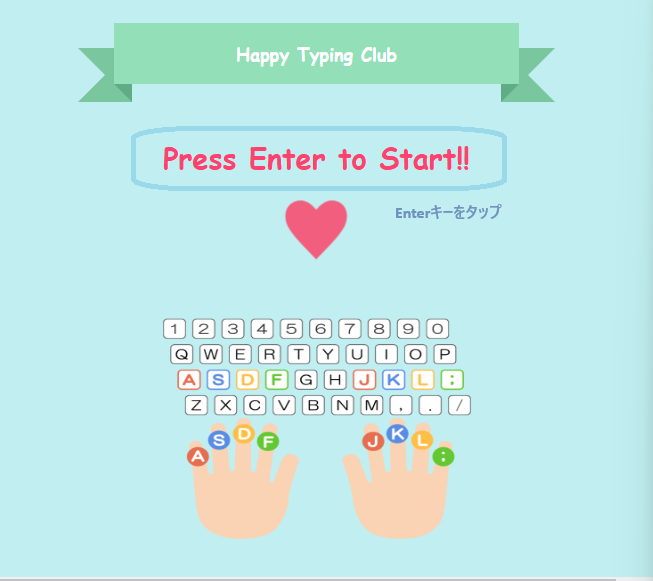 Happy Typing Club
Press Enter to Start!!
Enterキーをタップ
1 2 3 4 5 6 7 8 9 0
Q W E R T Y U I O P
A S D F G H J K L ;
Z X C V B N M , . /
A S D F J K L ;